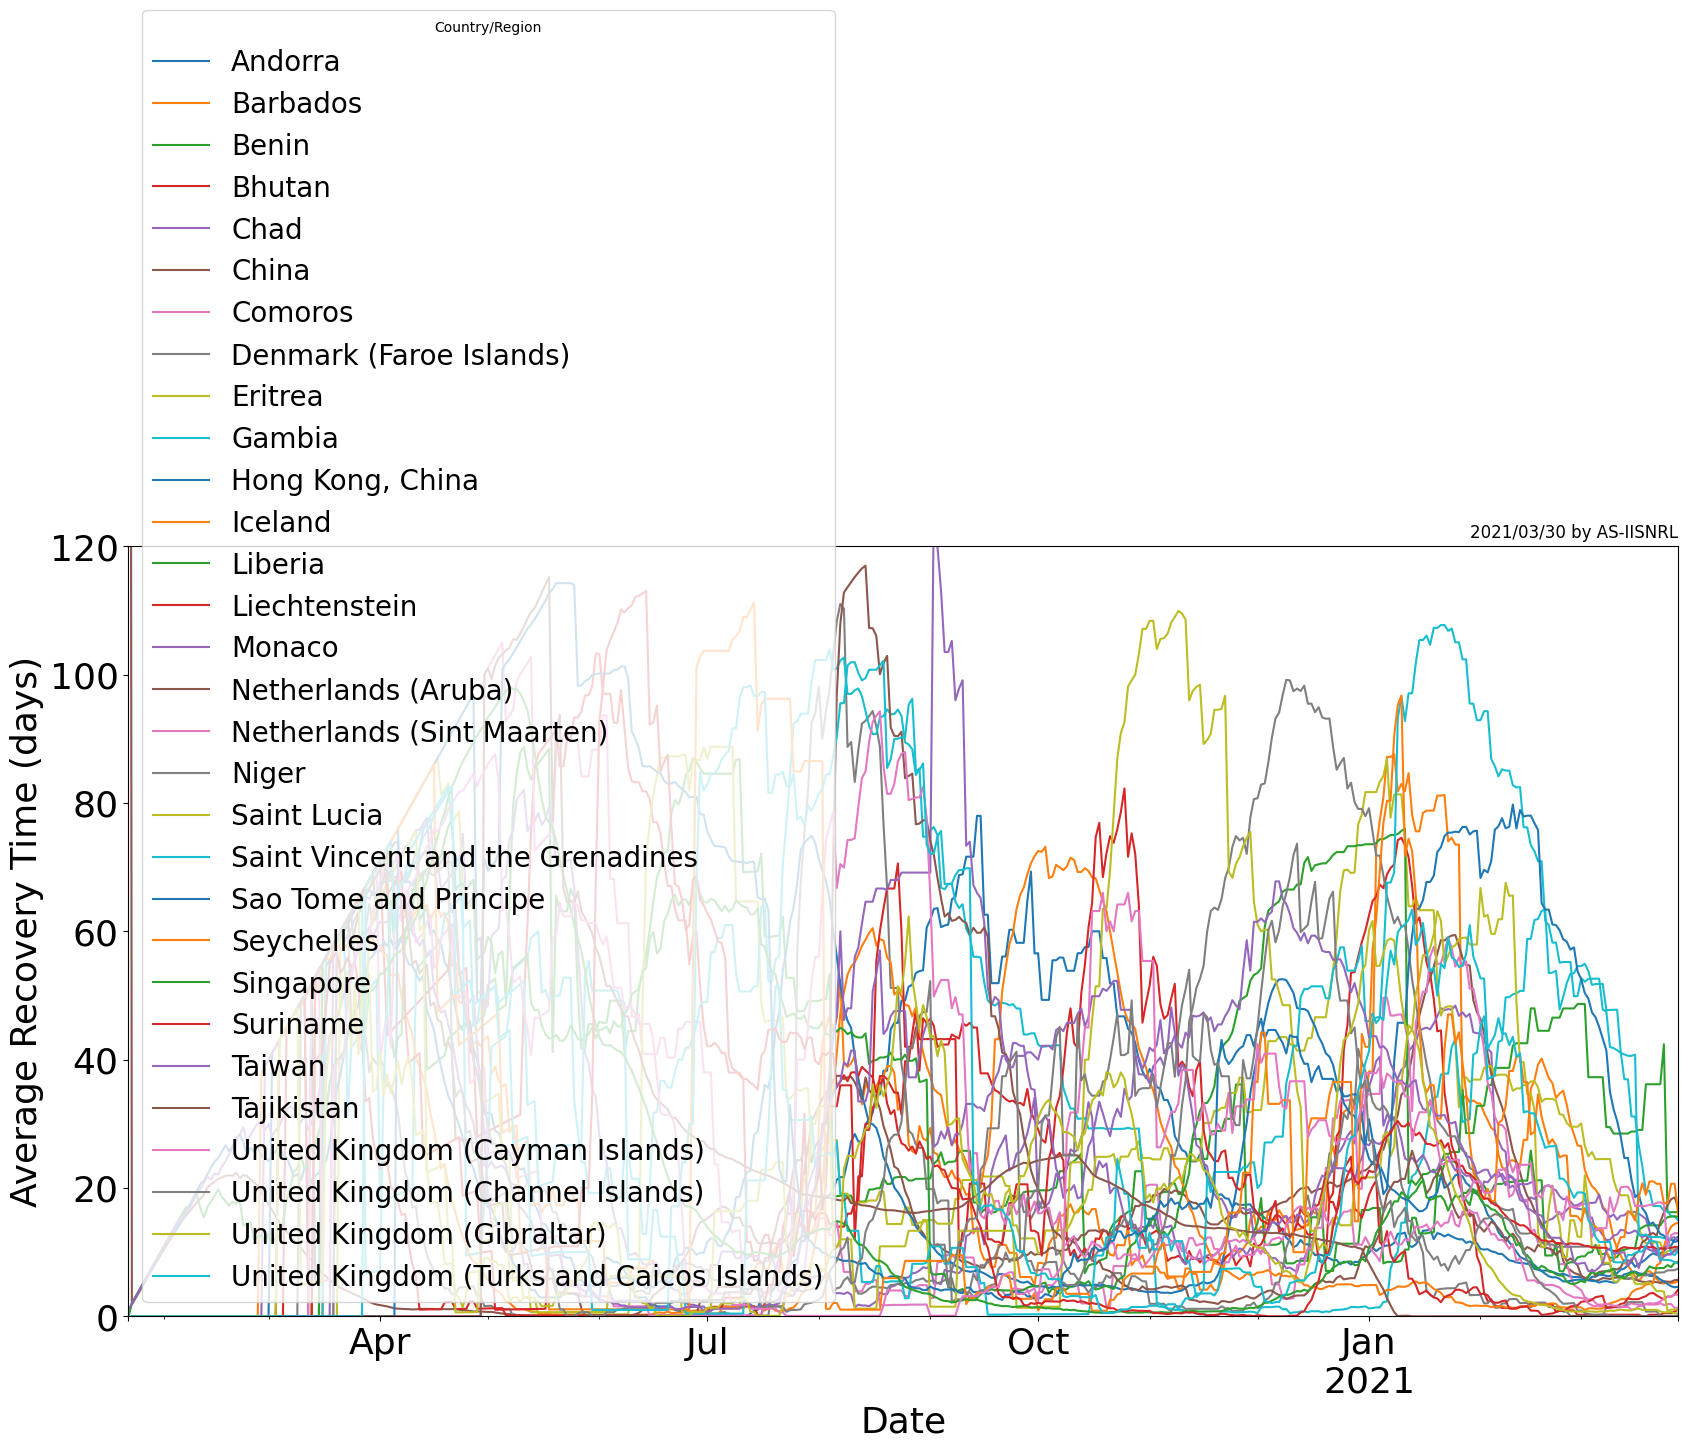 Country/Region
Andorra
Barbados
Benin
Bhutan
Chad
China
Comoros
Denmark (Faroe Islands)
Eritrea
Gambia
Hong Kong, China
Iceland
Liberia
Liechtenstein
Monaco
Netherlands (Aruba)
Netherlands (Sint Maarten)
Niger
Saint Lucia
Saint Vincent and the Grenadines
Sao Tome and Principe
Seychelles
Singapore
Suriname
Taiwan
Tajikistan
United Kingdom (Cayman Islands)
United Kingdom (Channel Islands)
United Kingdom (Gibraltar)
United Kingdom (Turks and Caicos Islands)
2021/03/30 by AS-IISNRL
Average Recovery Time (days)
120
100
80
60
40
20
0
Apr
Jul
Oct
Jan
2021
Date